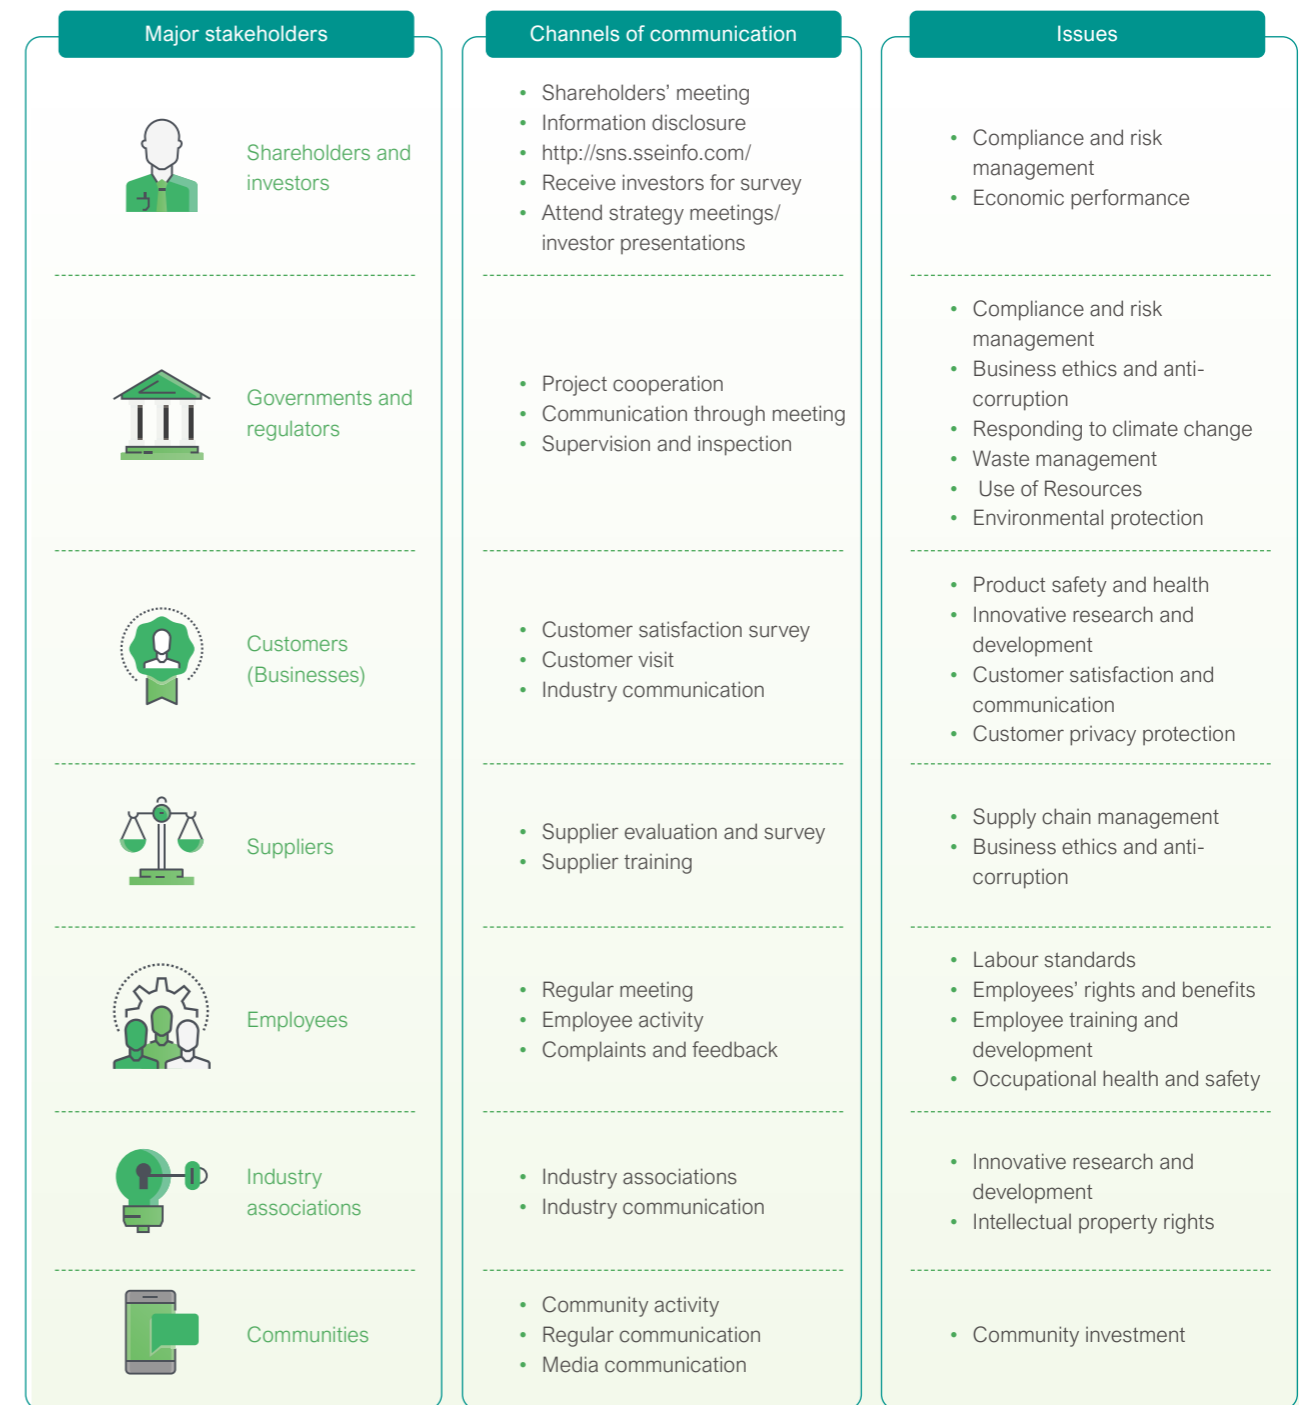 Major stakeholders
Channels of communication
Issues
Shareholders and
investors
• Shareholders’ meeting
• Information disclosure
• http://sns.sseinfo.com/
• Receive investors for survey
• Attend strategy meetings/
investor presentations
• Compliance and risk
management
• Economic performance
Governments and
regulators
• Project cooperation
• Communication through meeting
• Supervision and inspection
• Compliance and risk
management
• Business ethics and anti-
corruption
• Responding to climate change
• Waste management
• Use of Resources
• Environmental protection
Customers
(Businesses)
• Customer satisfaction survey
• Customer visit
• Industry communication
• Product safety and health
• Innovative research and
development
• Customer satisfaction and
communication
• Customer privacy protection
Suppliers
• Supplier evaluation and survey
• Supplier training
• Supply chain management
• Business ethics and anti-
corruption
Employees
• Regular meeting
• Employee activity
• Complaints and feedback
• Labour standards
• Employees’ rights and benefits
• Employee training and
development
• Occupational health and safety
Industry
associations
• Industry associations
• Industry communication
• Innovative research and
development
• Intellectual property rights
Communities
• Community activity
• Regular communication
• Media communication
• Community investment